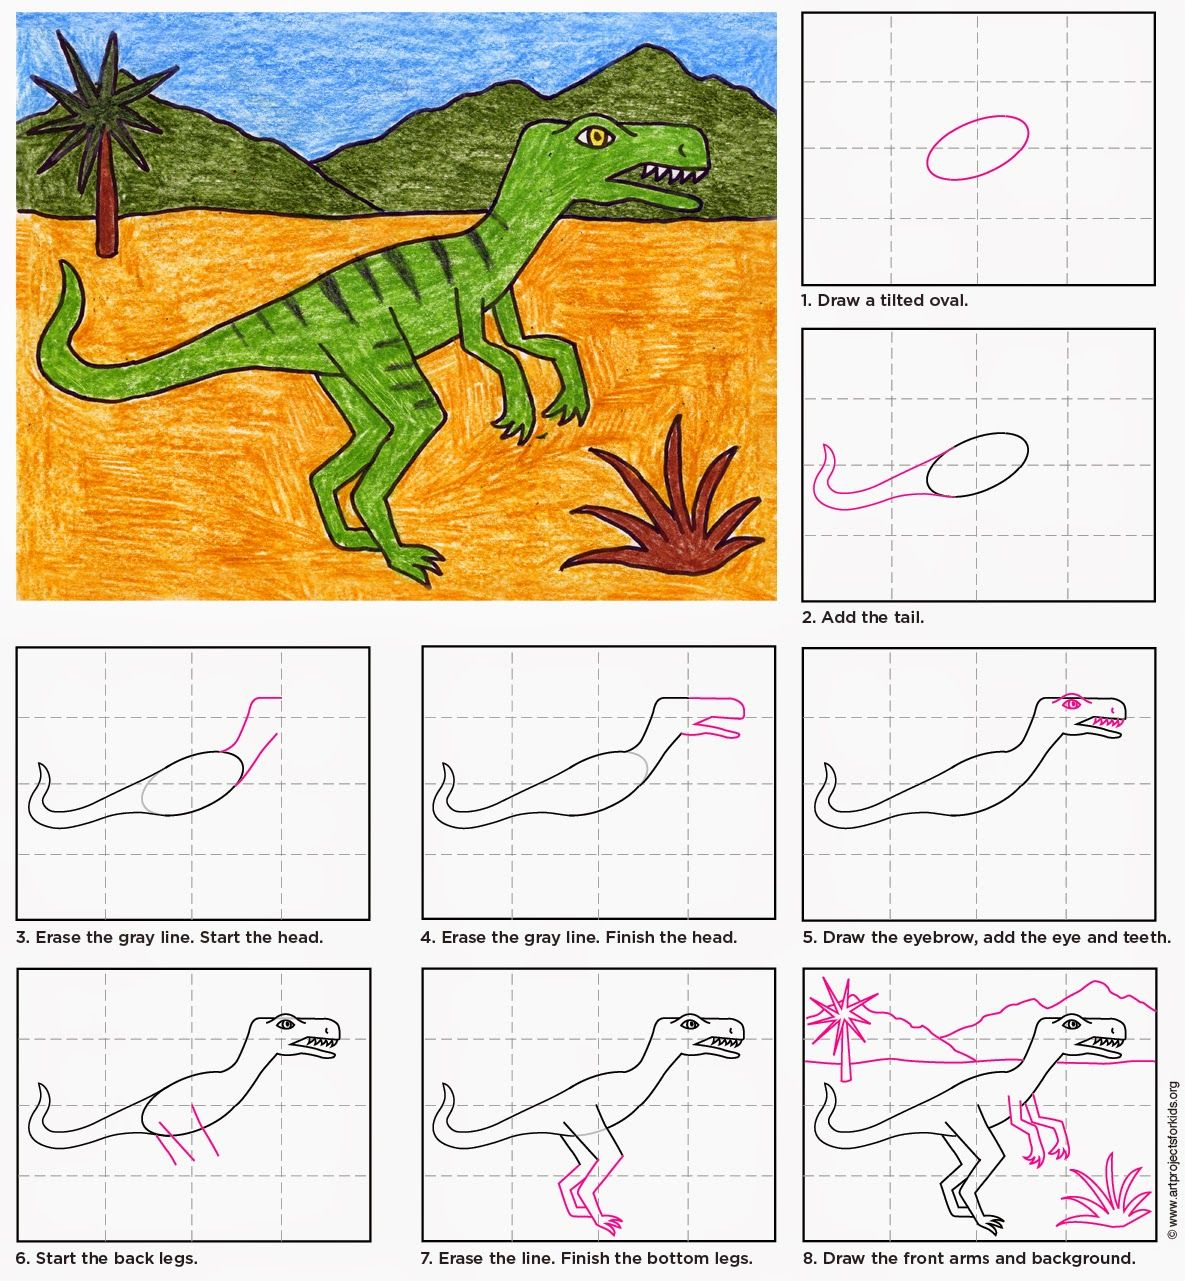 1. Draw a tilted oval.
2. Add the tail.
3. Erase the gray line. Start the head.
4. Erase the gray line. Finish the head.
5. Draw the eyebrow, add the eye and teeth.
6. Start the back legs.
7. Erase the line. Finish the bottom legs.
8. Draw the front arms and background.
© www.artprojectsforkids.org